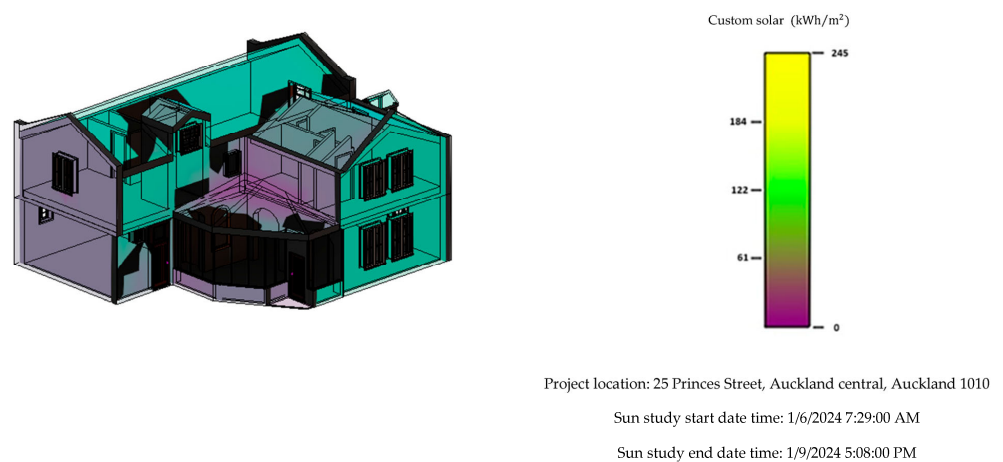 Custom solar (kWh/m²)
245
184
122
61
0
Project location: 25 Princes Street, Auckland central, Auckland 1010
Sun study start date time: 1/6/2024 7:29:00 AM
Sun study end date time: 1/9/2024 5:08:00 PM